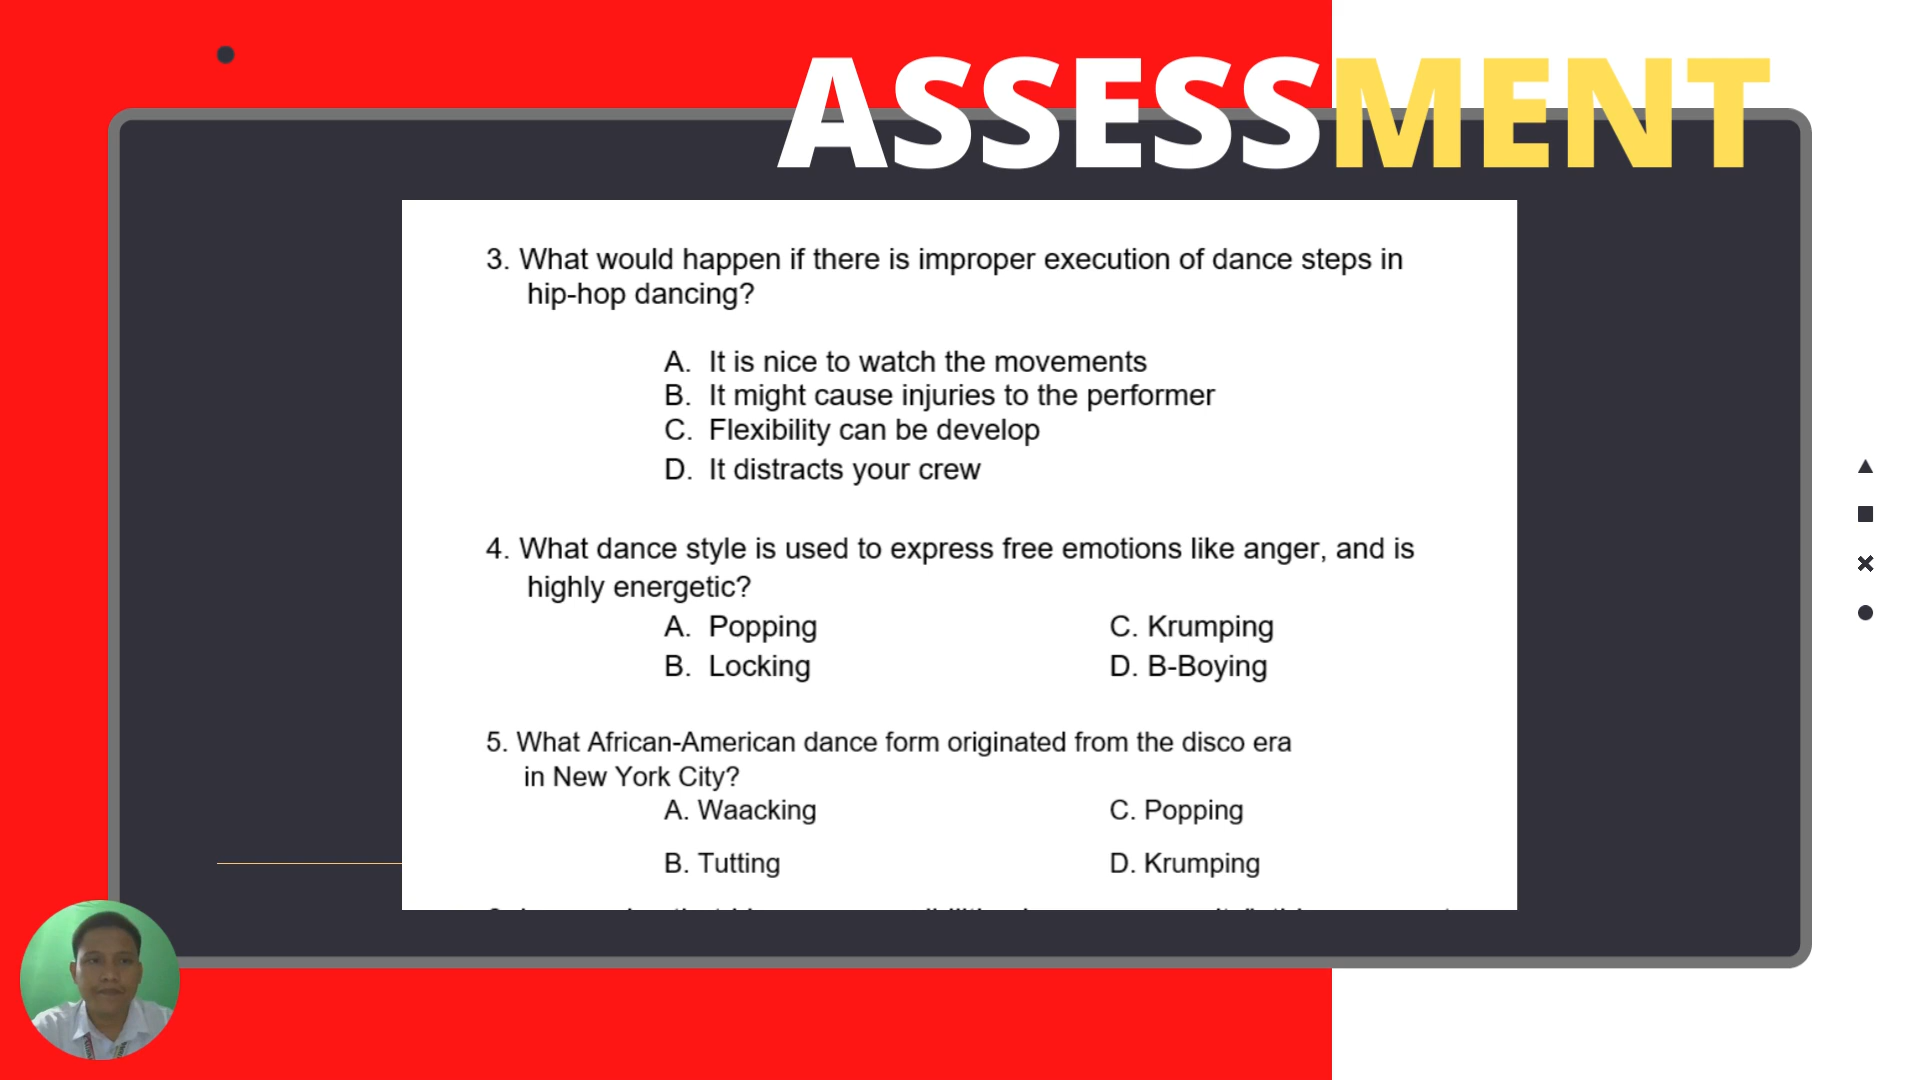 ASSESSMENT
3. What would happen if there is improper execution of dance steps in
hip-hop dancing?
A. It is nice to watch the movements
B. It might cause injuries to the performer
C. Flexibility can be develop
D. It distracts your crew
4. What dance style is used to express free emotions like anger, and is
highly energetic?
A. Popping C. Krumping
B. Locking D. B-Boying
5. What African-American dance form originated from the disco era
in New York City?
A. Waacking C. Popping
B. Tutting D. Krumping